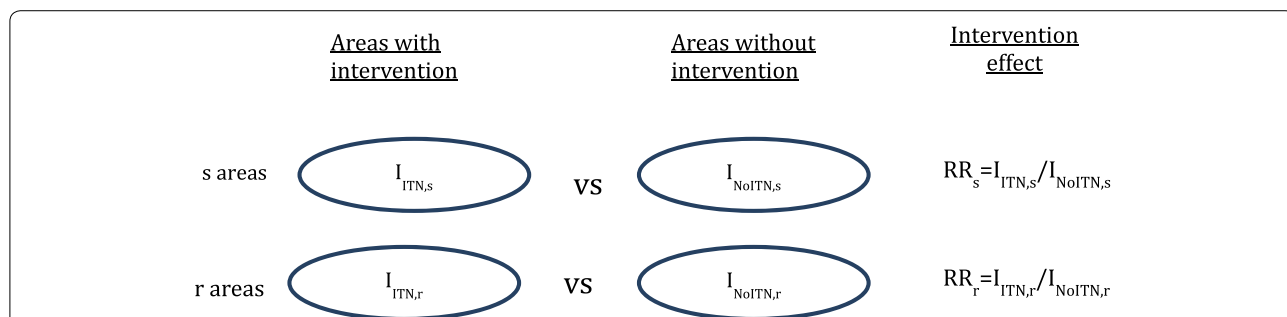 Areas with
intervention
Areas without
intervention
Intervention
effect
s areas
I_ITN,s
vs
I_NoITN,s
RR_s=I_ITN,s/I_NoITN,s
r areas
I_ITN,r
vs
I_NoITN,r
RR_r=I_ITN,r/I_NoITN,r